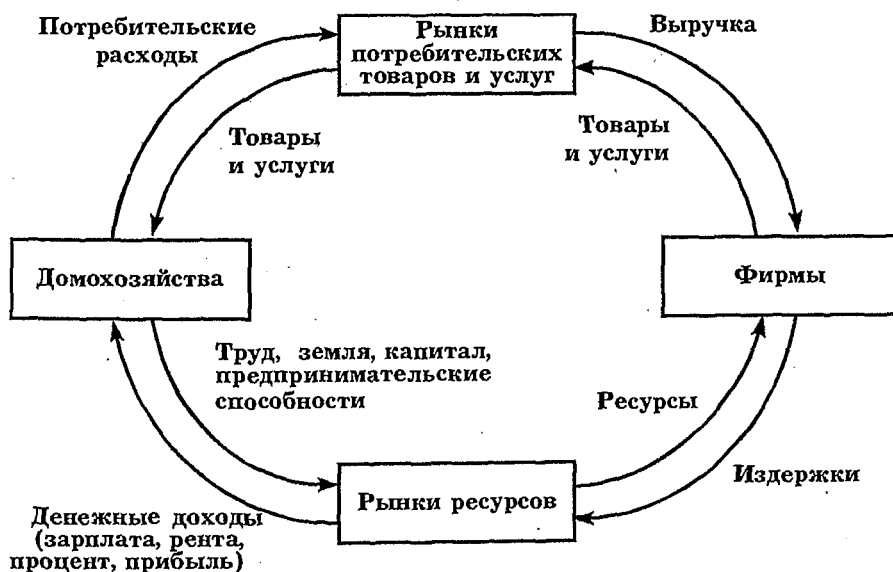 Потребительские
расходы
Рынки
потребительских
товаров и услуг
Выручка
Товары
и услуги
Товары
и услуги
Домохозяйства
Фирмы
Труд, земля, капитал,
предпринимательские
способности
Ресурсы
Издержки
Рынки ресурсов
Денежные доходы
(зарплата, рента,
процент, прибыль)